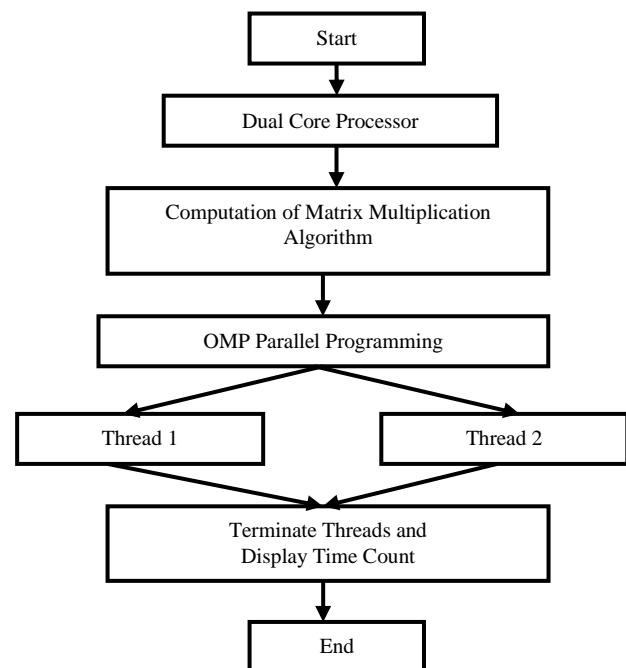 Start
Dual Core Processor
Computation of Matrix Multiplication
Algorithm
OMP Parallel Programming
Thread 1
Thread 2
Terminate Threads and
Display Time Count
End